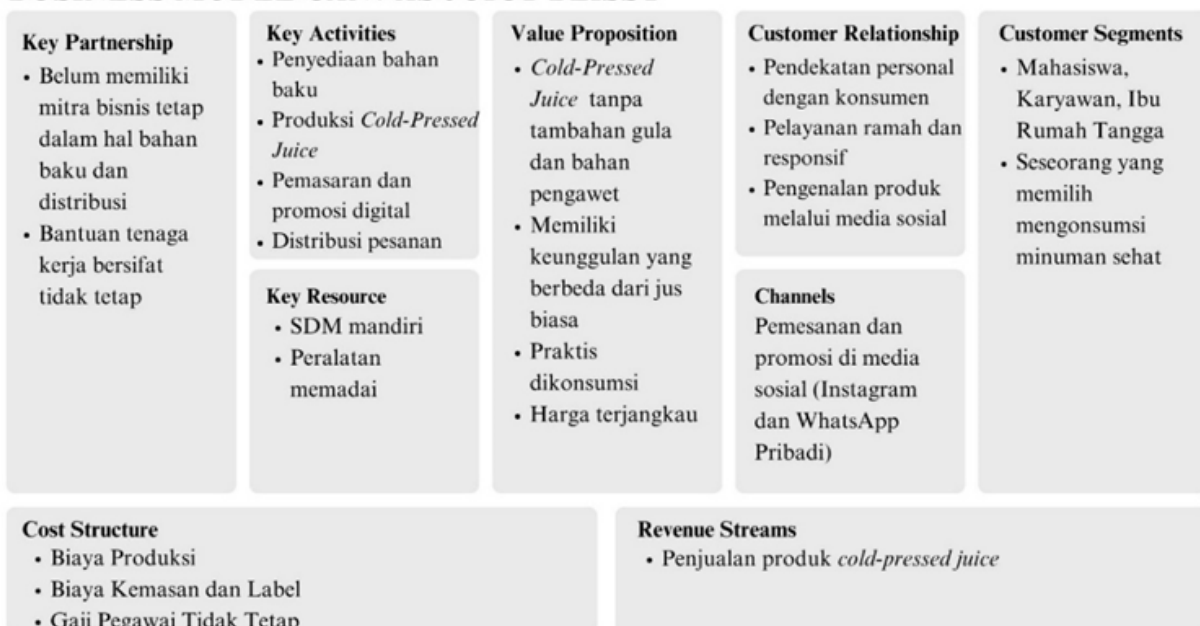 Key Partnership
• Belum memiliki
mitra bisnis tetap
dalam hal bahan
baku dan
distribusi
• Bantuan tenaga
kerja bersifat
tidak tetap
Key Activities
• Penyediaan bahan
baku
• Produksi Cold-Pressed
Juice
• Pemasaran dan
promosi digital
• Distribusi pesanan
Key Resource
• SDM mandiri
• Peralatan
memadai
Value Proposition
• Cold-Pressed
Juice tanpa
tambahan gula
dan bahan
pengawet
• Memiliki
keunggulan yang
berbeda dari jus
biasa
• Praktis
dikonsumsi
• Harga terjangkau
Customer Relationship
• Pendekatan personal
dengan konsumen
• Pelayanan ramah dan
responsif
• Pengenalan produk
melalui media sosial
Channels
Pemesanan dan
promosi di media
sosial (Instagram
dan WhatsApp
Pribadi)
Customer Segments
• Mahasiswa,
Karyawan, Ibu
Rumah Tangga
• Seseorang yang
memilih
mengonsumsi
minuman sehat
Cost Structure
• Biaya Produksi
• Biaya Kemasan dan Label
• Gaji Pegawai Tidak Tetap
Revenue Streams
• Penjualan produk cold-pressed juice